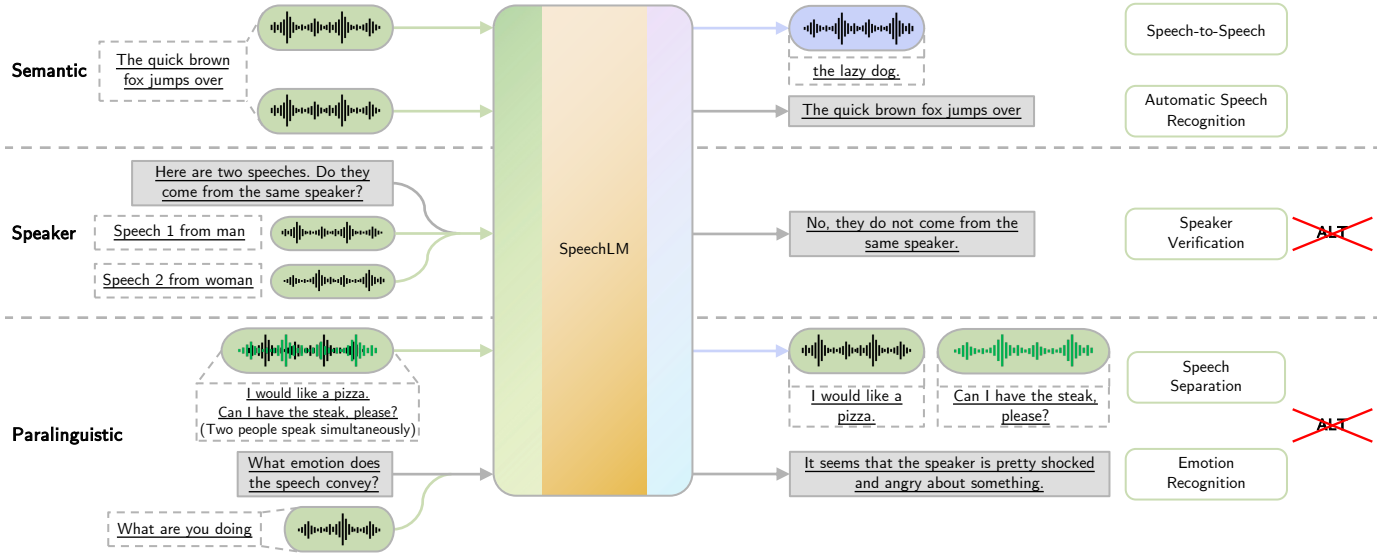 Semantic
The quick brown
fox jumps over
the lazy dog.
The quick brown fox jumps over
Speech-to-Speech
Automatic Speech
Recognition
Speaker
Here are two speeches. Do they
come from the same speaker?
Speech 1 from man
Speech 2 from woman
SpeechLM
No, they do not come from the
same speaker.
Speaker
Verification
ALT
Paralinguistic
I would like a pizza.
Can I have the steak, please?
(Two people speak simultaneously)
What emotion does
the speech convey?
What are you doing
I would like a
pizza.
Can I have the steak,
please?
It seems that the speaker is pretty shocked
and angry about something.
Speech
Separation
ALT
Emotion
Recognition